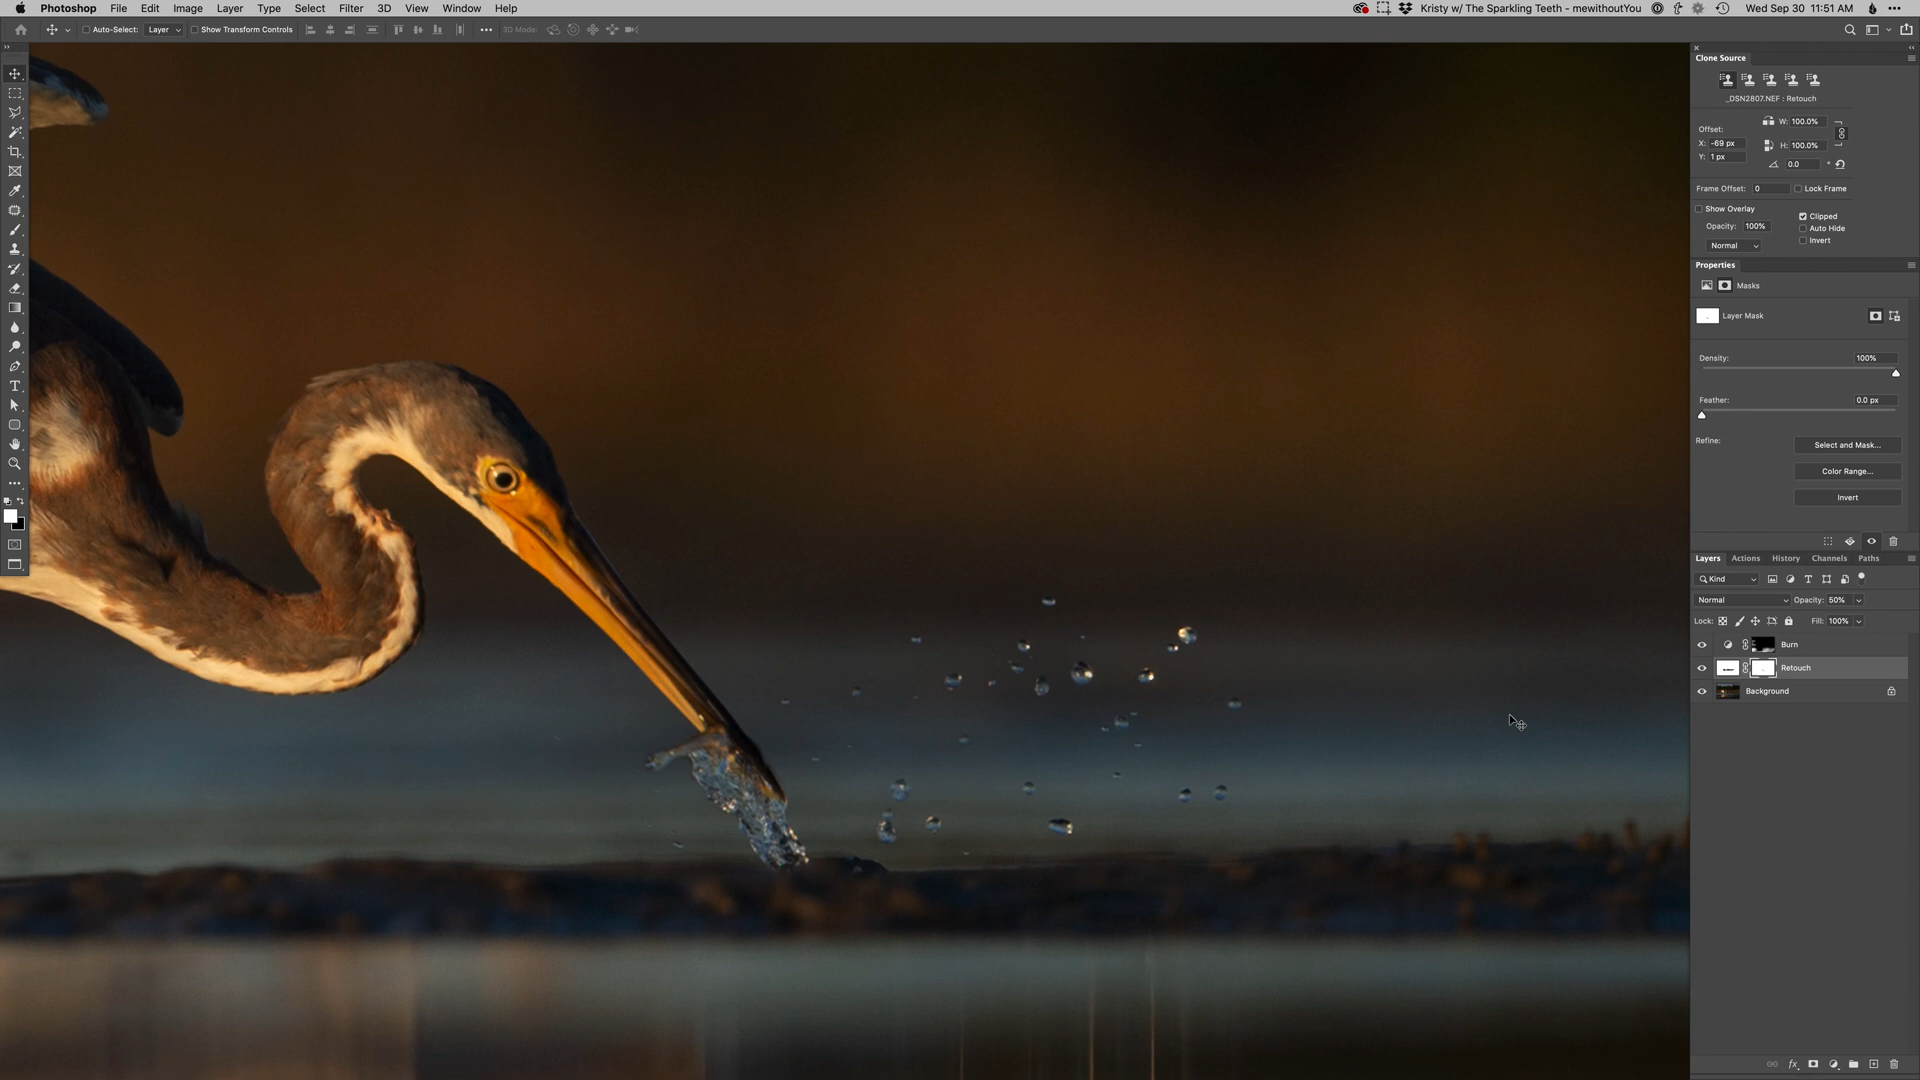 Photoshop File Edit Image Layer Type Select Filter 3D View Window Help Kristy w/ The Sparkling Teeth - mewithoutYou Wed Sep 30 11:51 AM
Auto-Select: Layer Show Transform Controls 3D Mode:
Clone Source
_DSN2807.NEF : Retouch
W: 100.0%
Offset:
X: -69 px
H: 100.0%
Y: 1 px
0.0 °
Frame Offset: 0 Lock Frame
Show Overlay
Clipped
Opacity: 100%
Auto Hide
Normal
Invert
Properties
Masks
Layer Mask
Density: 100%
Feather: 0.0 px
Refine:
Select and Mask...
Color Range...
Invert
Layers Actions History Channels Paths
Kind
Normal Opacity: 50%
Lock: Fill: 100%
Burn
Retouch
Background